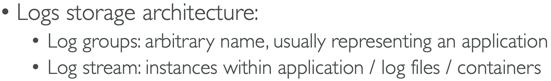 • Logs storage architecture:
• Log groups: arbitrary name, usually representing an application
• Log stream: instances within application / log files / containers